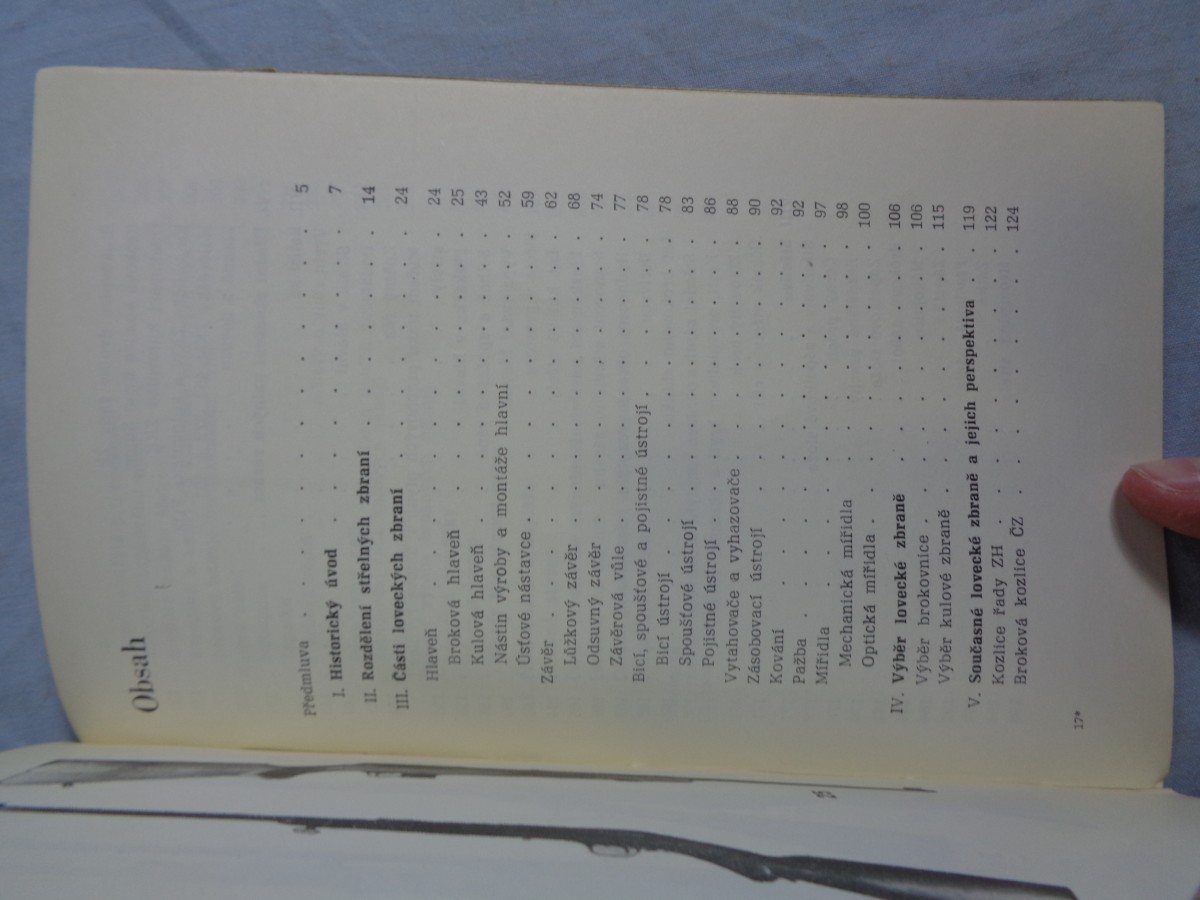 Obsah
Předmluva . . . . . . . . . . . 5
I. Historický úvod . . . . . . . . . . 7
II. Rozdělení střelných zbraní . . . . . . . 14
III. Části loveckých zbraní . . . . . . . . 24
Hlaveň . . . . . . . . . . . 24
Broková hlaveň . . . . . . . . . 25
Kulová hlaveň . . . . . . . . . 43
Nástin výroby a montáže hlavní . . . . . 52
Úsťové nástavce . . . . . . . . . 59
Závěr . . . . . . . . . . . 62
Lůžkový závěr . . . . . . . . . 68
Odsuvný závěr . . . . . . . . . 74
Závěrová vůle . . . . . . . . . 77
Bicí, spoušťové a pojistné ústrojí . . . . . . 78
Bicí ústrojí . . . . . . . . . . 78
Spoušťové ústrojí . . . . . . . . 83
Pojistné ústrojí . . . . . . . . . 86
Vytahovače a vyhazovače . . . . . . . 88
Zásobovací ústrojí . . . . . . . . 90
Kování . . . . . . . . . . . 92
Pažba . . . . . . . . . . . 92
Mířidla . . . . . . . . . . . 97
Mechanická mířidla . . . . . . . . 98
Optická mířidla . . . . . . . . . 100
IV. Výběr lovecké zbraně . . . . . . . . 106
Výběr brokovnice . . . . . . . . . 106
Výběr kulové zbraně . . . . . . . . 115
V. Současné lovecké zbraně a jejich perspektiva . . 119
Kozlice řady ZH . . . . . . . . . 122
Broková kozlice ČZ . . . . . . . . 124
17*